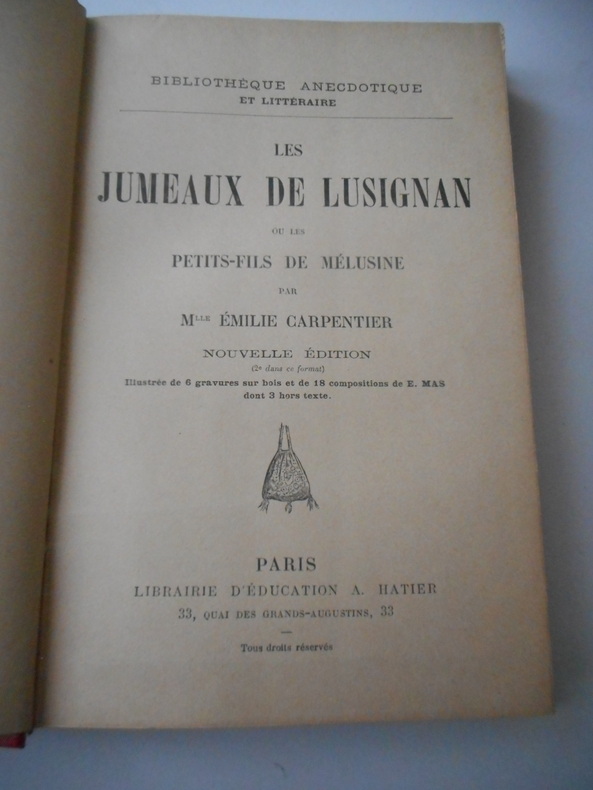 BIBLIOTHÈQUE ANECDOTIQUE
ET LITTÉRAIRE
LES
JUMEAUX DE LUSIGNAN
OU LES
PETITS-FILS DE MÉLUSINE
PAR
MLLE ÉMILIE CARPENTIER
NOUVELLE ÉDITION
(2e dans ce format)
Illustrée de 6 gravures sur bois et de 18 compositions de E. MAS
dont 3 hors texte.
PARIS
LIBRAIRIE D'ÉDUCATION A. HATIER
33, QUAI DES GRANDS-AUGUSTINS, 33
Tous droits réservés